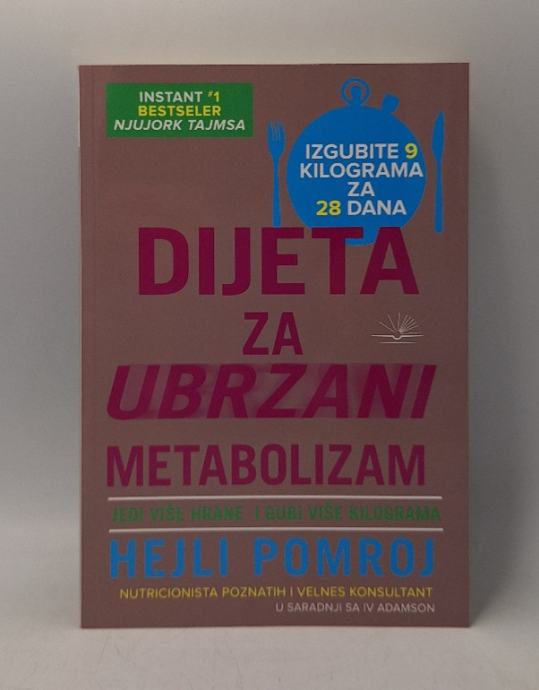 INSTANT #1
BESTSELER
NJUJORK TAJMSA
IZGUBITE 9
KILOGRAMA
ZA
28 DANA
DIJETA
ZA
UBRZANI
METABOLIZAM
JEDI VIŠE HRANE I GUBI VIŠE KILOGRAMA
HEJLI POMROJ
NUTRICIONISTA POZNATIH I VELNES KONSULTANT
U SARADNJI SA IV ADAMSON